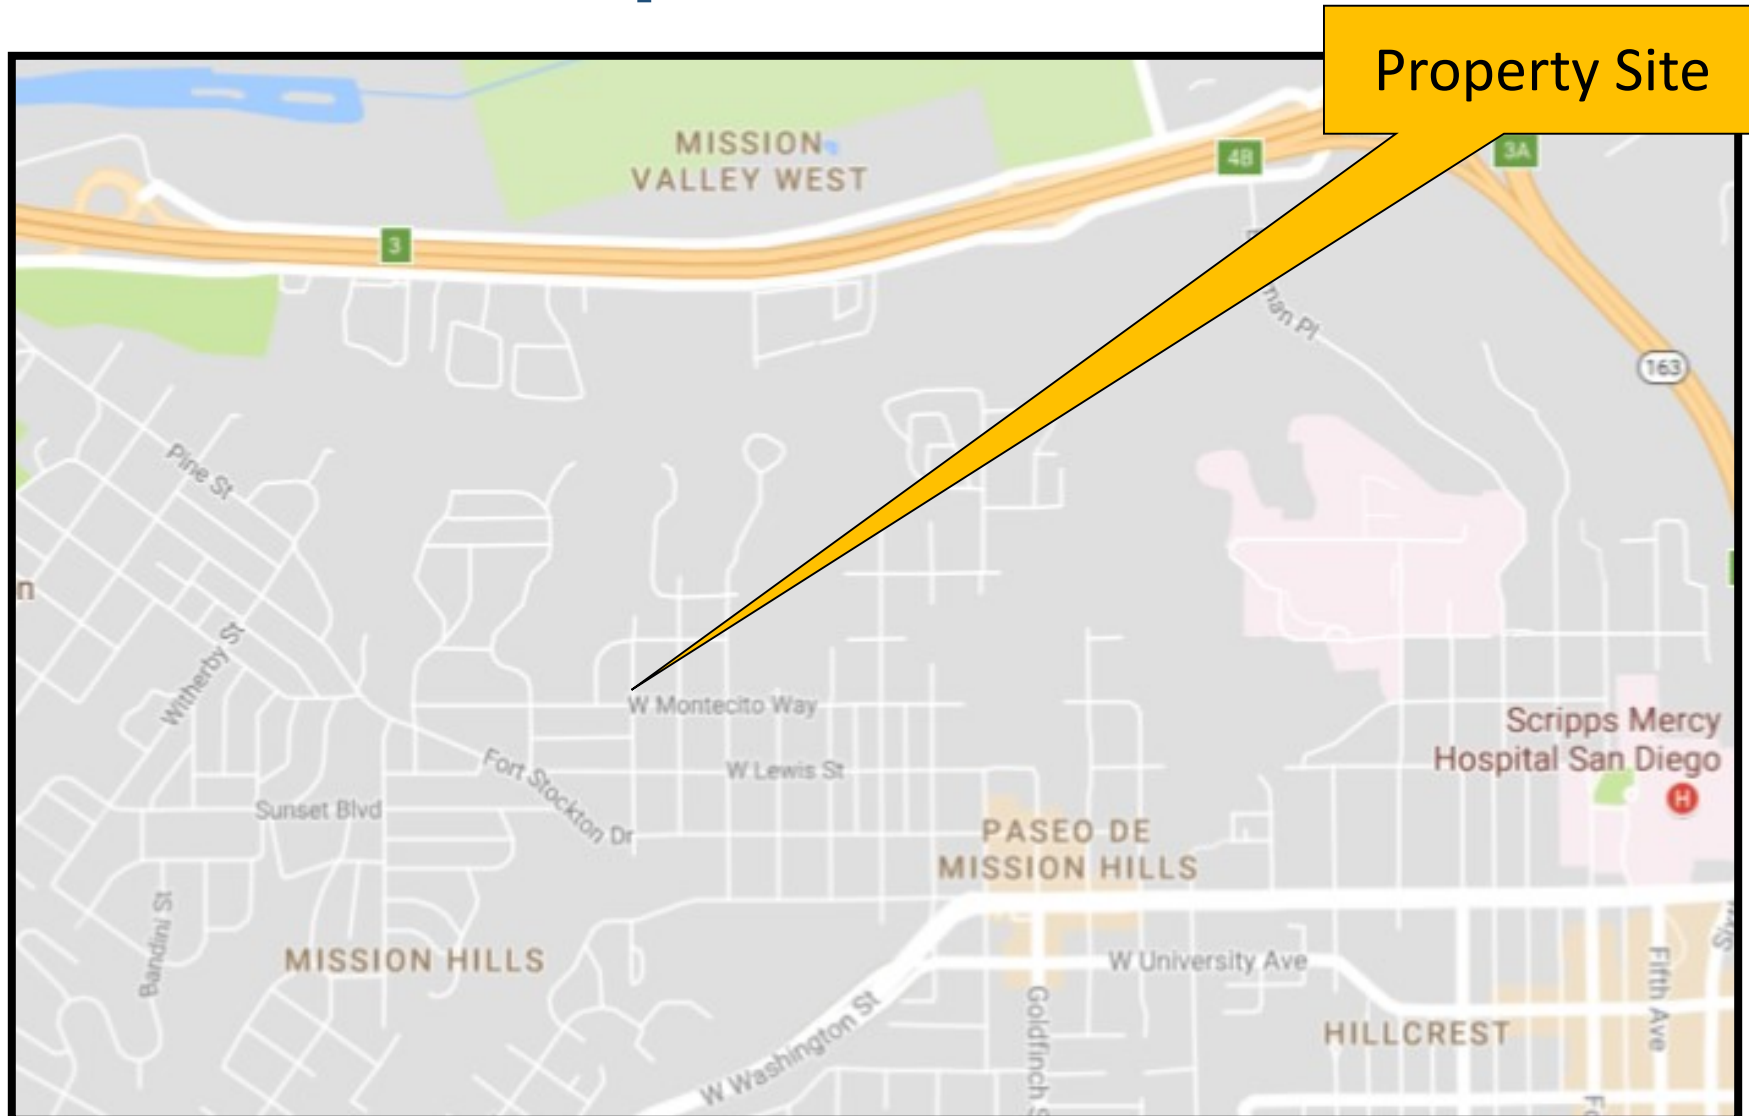 Property Site
MISSION
VALLEY WEST
4B
3A
3
163
Pine St
Witherby St
W Montecito Way
Scripps Mercy
Hospital San Diego
H
W Lewis St
Fort Stockton Dr
Sunset Blvd
PASEO DE
MISSION HILLS
Bandini St
MISSION HILLS
W University Ave
Fifth Ave
Goldfinch S
HILLCREST
W Washington St